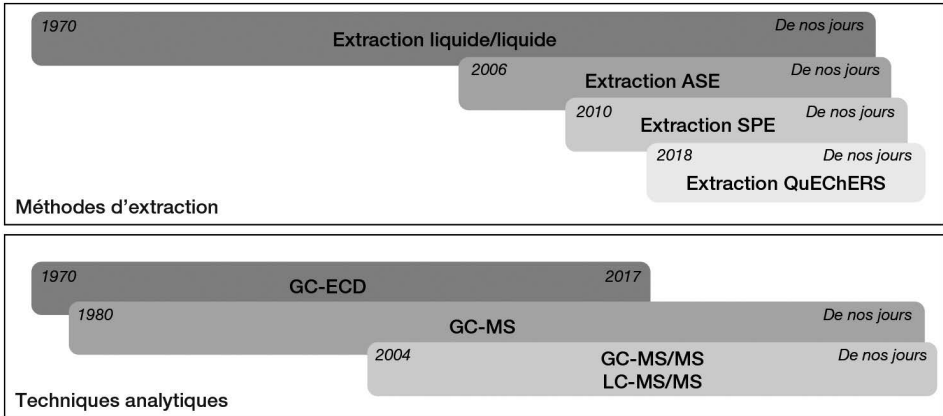 1970
De nos jours
Extraction liquide/liquide
2006
De nos jours
Extraction ASE
2010
De nos jours
Extraction SPE
2018
De nos jours
Extraction QuEChERS
Méthodes d'extraction
1970
2017
GC-ECD
1980
De nos jours
GC-MS
2004
De nos jours
GC-MS/MS
LC-MS/MS
Techniques analytiques